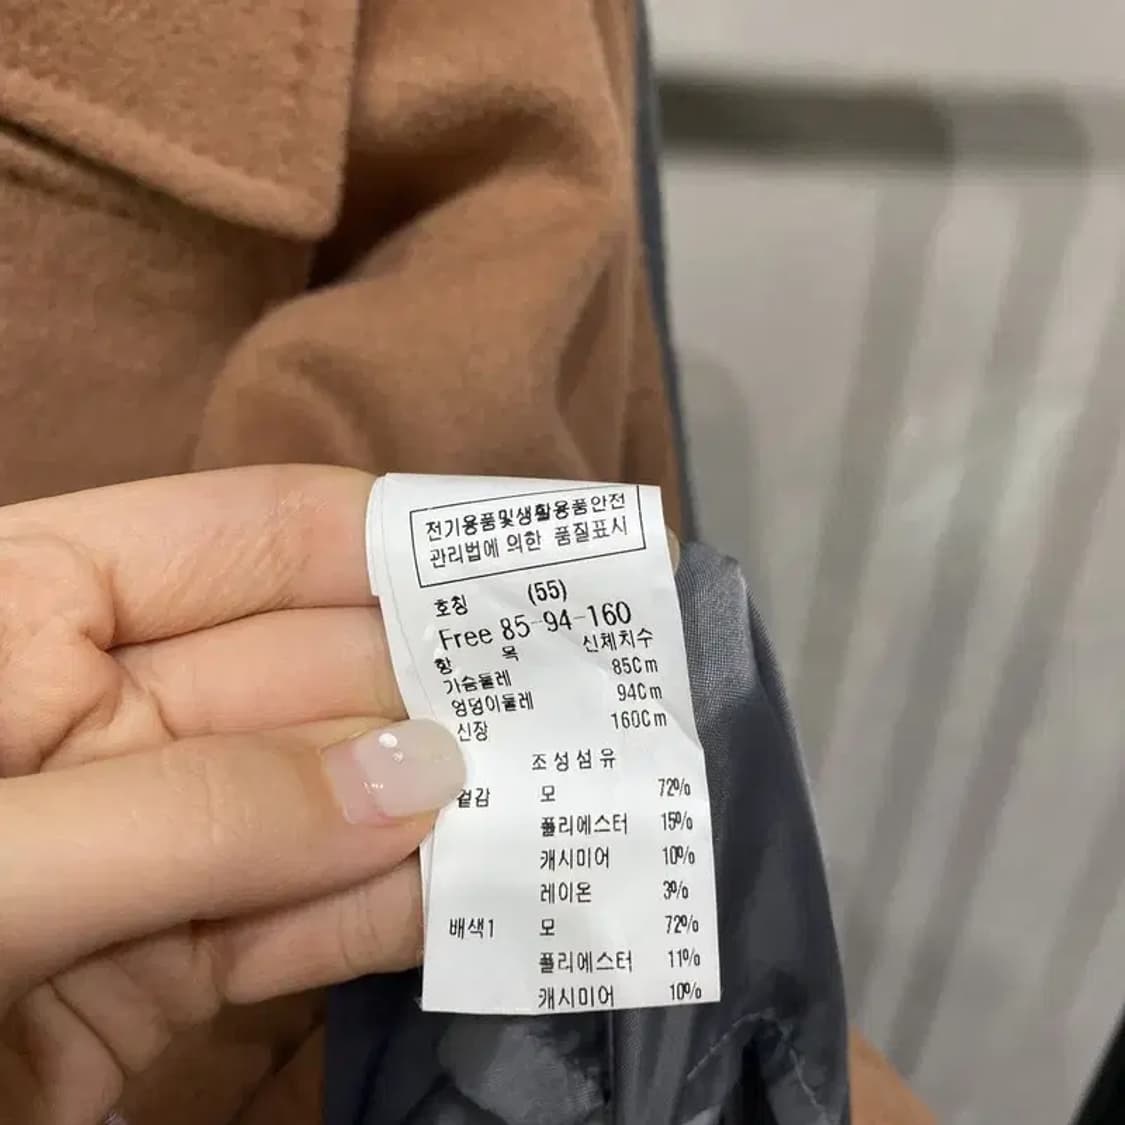 전기용품및생활용품안전
관리법에 의한 품질표시
호칭 (55)
Free 85-94-160
항 목 신체치수
가슴둘레 85Cm
엉덩이둘레 94Cm
신장 160Cm
조성섬유
겉감 모 72%
폴리에스터 15%
캐시미어 10%
레이온 3%
배색1 모 72%
폴리에스터 11%
캐시미어 10%